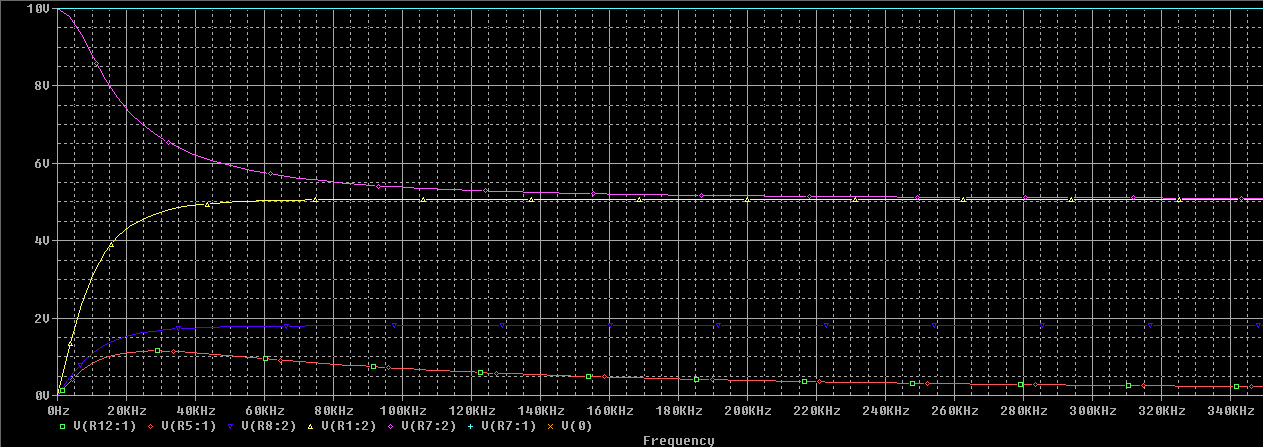 10V
8V
6V
4V
2V
0V
0Hz 20KHz 40KHz 60KHz 80KHz 100KHz 120KHz 140KHz 160KHz 180KHz 200KHz 220KHz 240KHz 260KHz 280KHz 300KHz 320KHz 340KHz
V(R12:1) V(R5:1) V(R8:2) V(R1:2) V(R7:2) V(R7:1) V(0)
Frequency